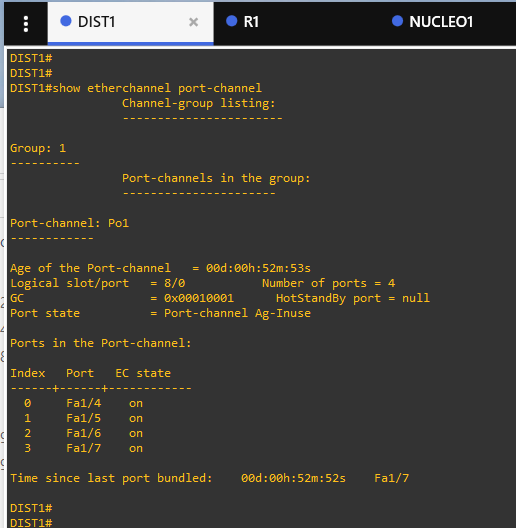 DIST1
R1
NUCLEO1
DIST1#
DIST1#
DIST1#show etherchannel port-channel
                Channel-group listing:
                -----------------------

Group: 1
----------
                Port-channels in the group:
                ----------------------

Port-channel: Po1
------------

Age of the Port-channel   = 00d:00h:52m:53s
Logical slot/port   = 8/0           Number of ports = 4
GC                  = 0x00010001      HotStandBy port = null
Port state          = Port-channel Ag-Inuse

Ports in the Port-channel:

Index   Port   EC state
------+------+------------
  0     Fa1/4    on
  1     Fa1/5    on
  2     Fa1/6    on
  3     Fa1/7    on

Time since last port bundled:    00d:00h:52m:52s    Fa1/7

DIST1#
DIST1#